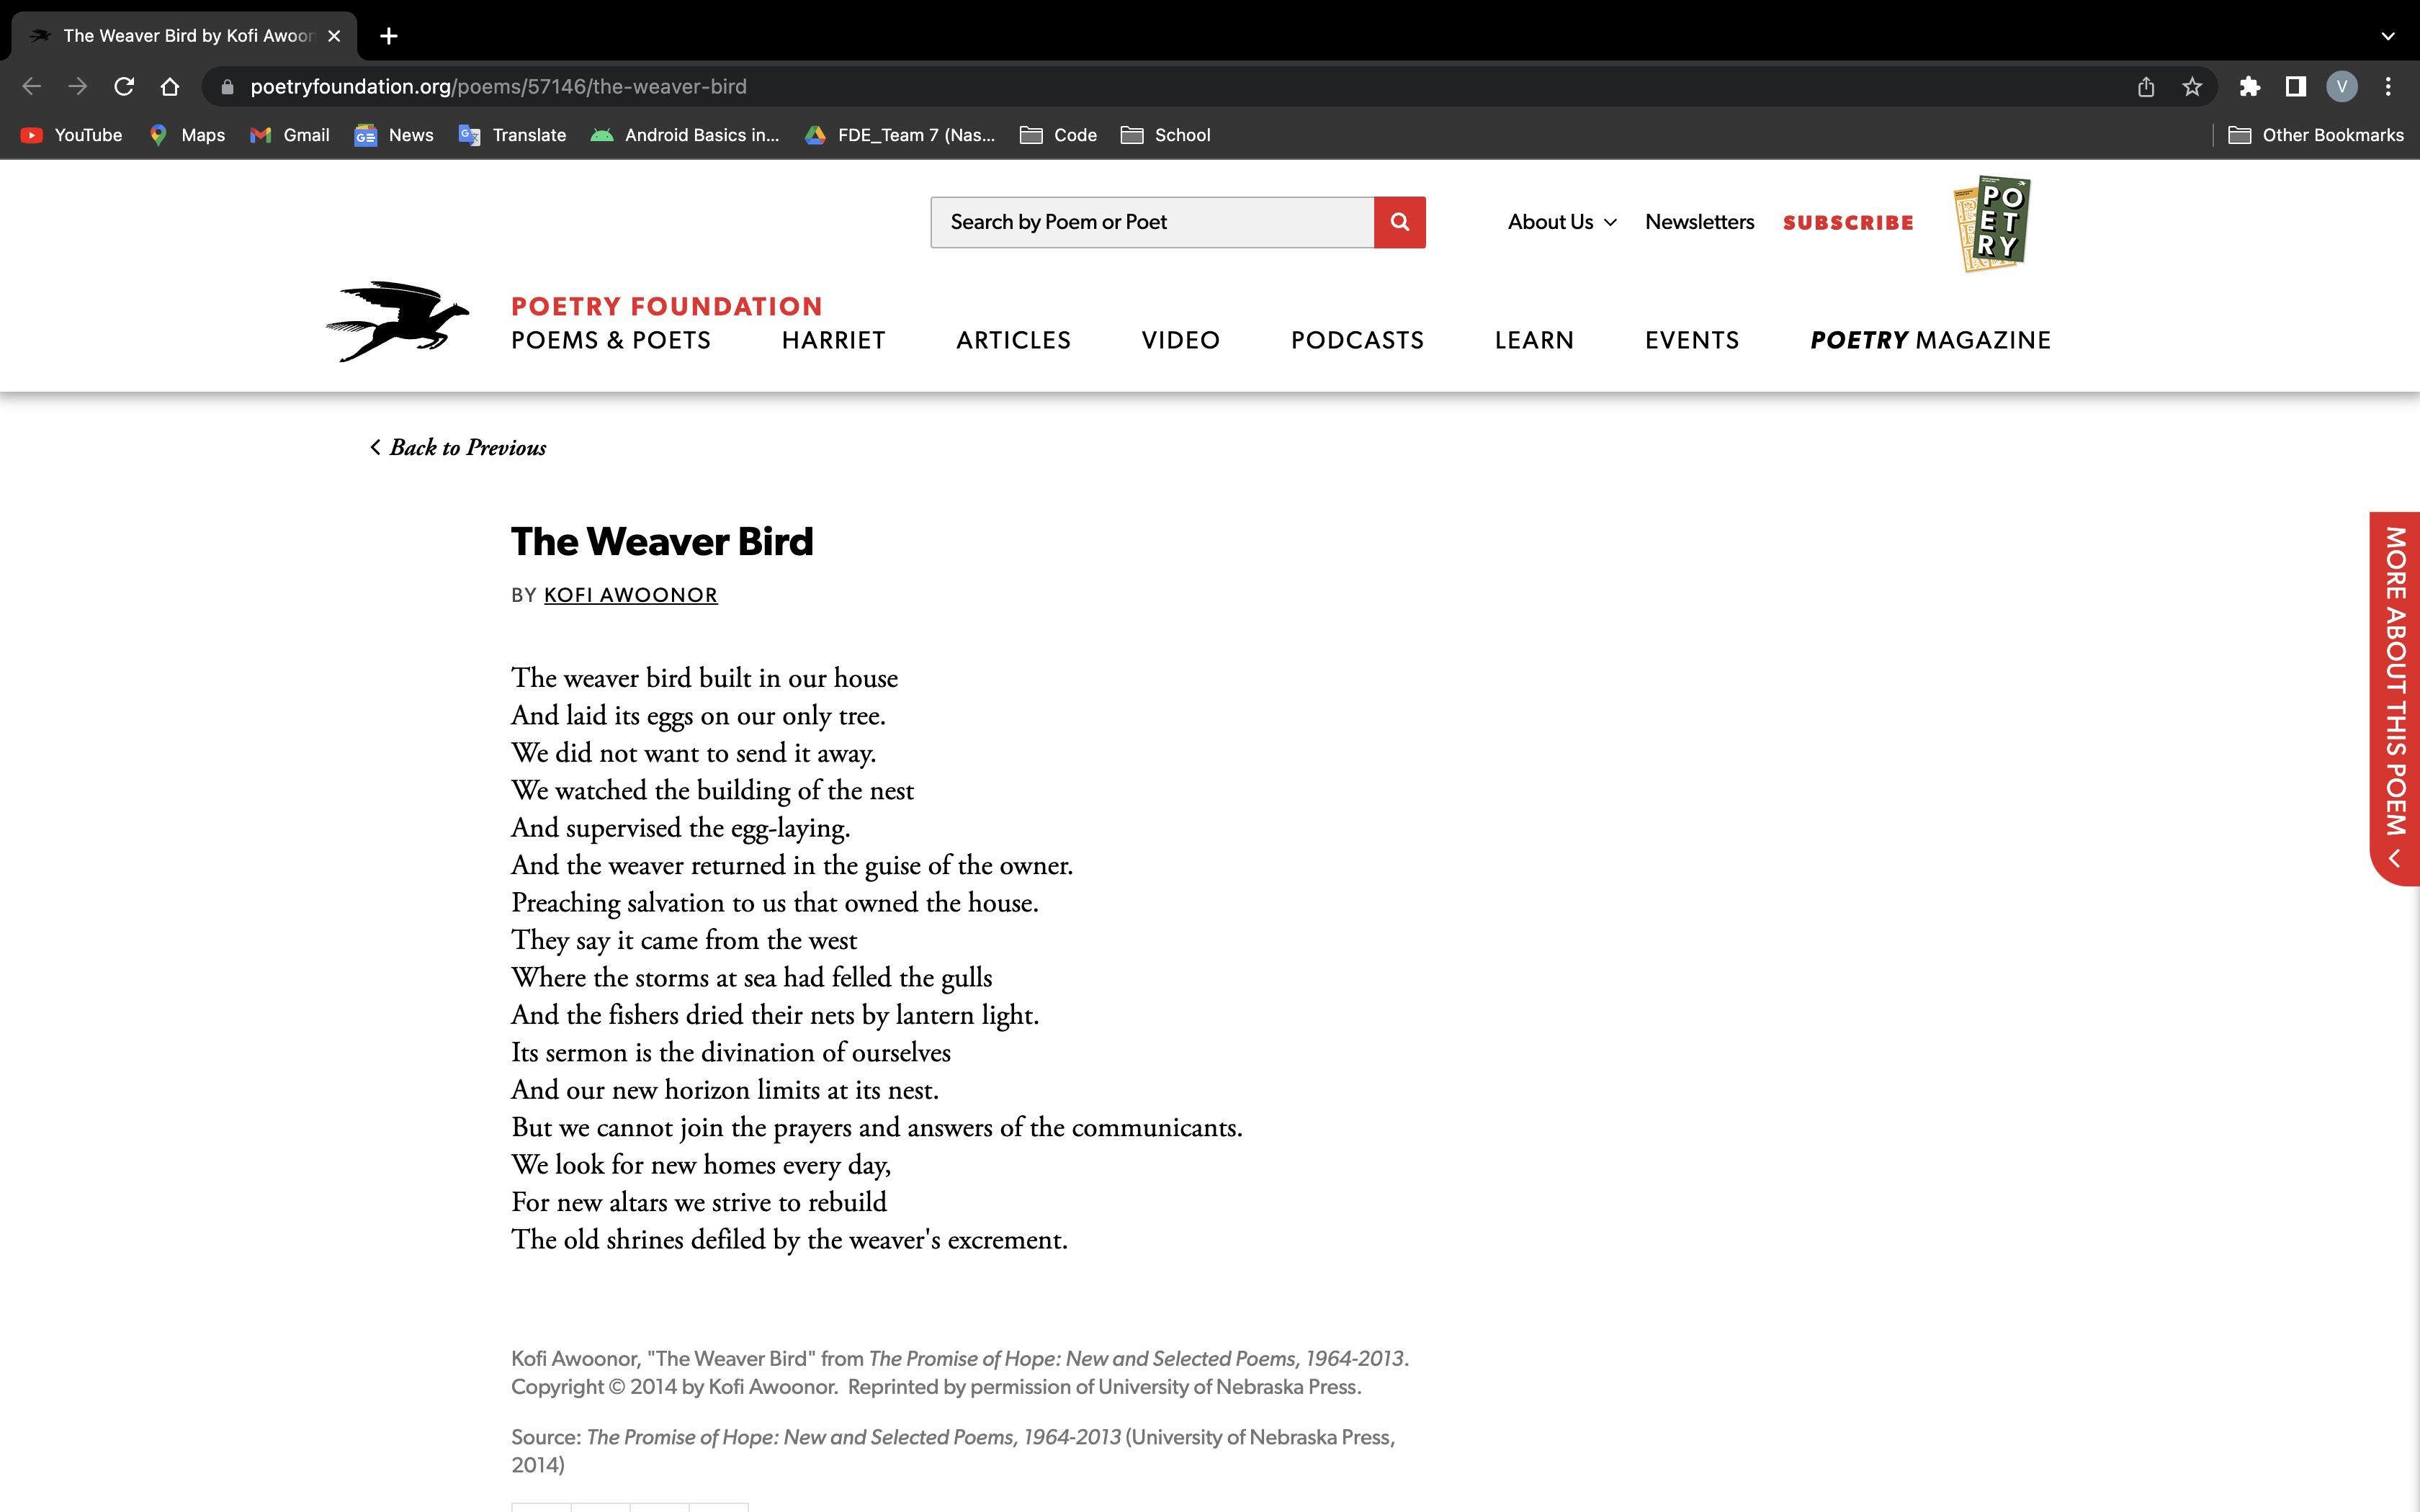 The Weaver Bird by Kofi Awoon
poetryfoundation.org/poems/57146/the-weaver-bird
V
YouTube
Maps
Gmail
News
Translate
Android Basics in...
FDE_Team 7 (Nas...
Code
School
Other Bookmarks
Search by Poem or Poet
About Us
Newsletters
SUBSCRIBE
PO
ET
RY
POETRY FOUNDATION
POEMS & POETS
HARRIET
ARTICLES
VIDEO
PODCASTS
LEARN
EVENTS
POETRY MAGAZINE
Back to Previous
MORE ABOUT THIS POEM
The Weaver Bird
BY KOFI AWOONOR
The weaver bird built in our house
And laid its eggs on our only tree.
We did not want to send it away.
We watched the building of the nest
And supervised the egg-laying.
And the weaver returned in the guise of the owner.
Preaching salvation to us that owned the house.
They say it came from the west
Where the storms at sea had felled the gulls
And the fishers dried their nets by lantern light.
Its sermon is the divination of ourselves
And our new horizon limits at its nest.
But we cannot join the prayers and answers of the communicants.
We look for new homes every day,
For new altars we strive to rebuild
The old shrines defiled by the weaver's excrement.
Kofi Awoonor, "The Weaver Bird" from The Promise of Hope: New and Selected Poems, 1964-2013.
Copyright © 2014 by Kofi Awoonor.  Reprinted by permission of University of Nebraska Press.
Source: The Promise of Hope: New and Selected Poems, 1964-2013 (University of Nebraska Press,
2014)